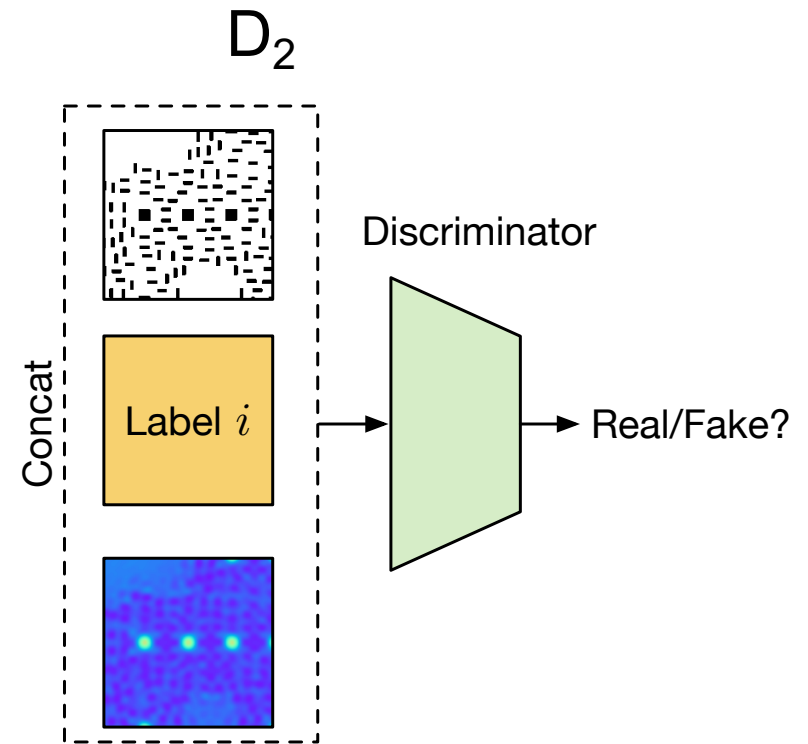 D₂
Discriminator
Concat
Label i
Real/Fake?